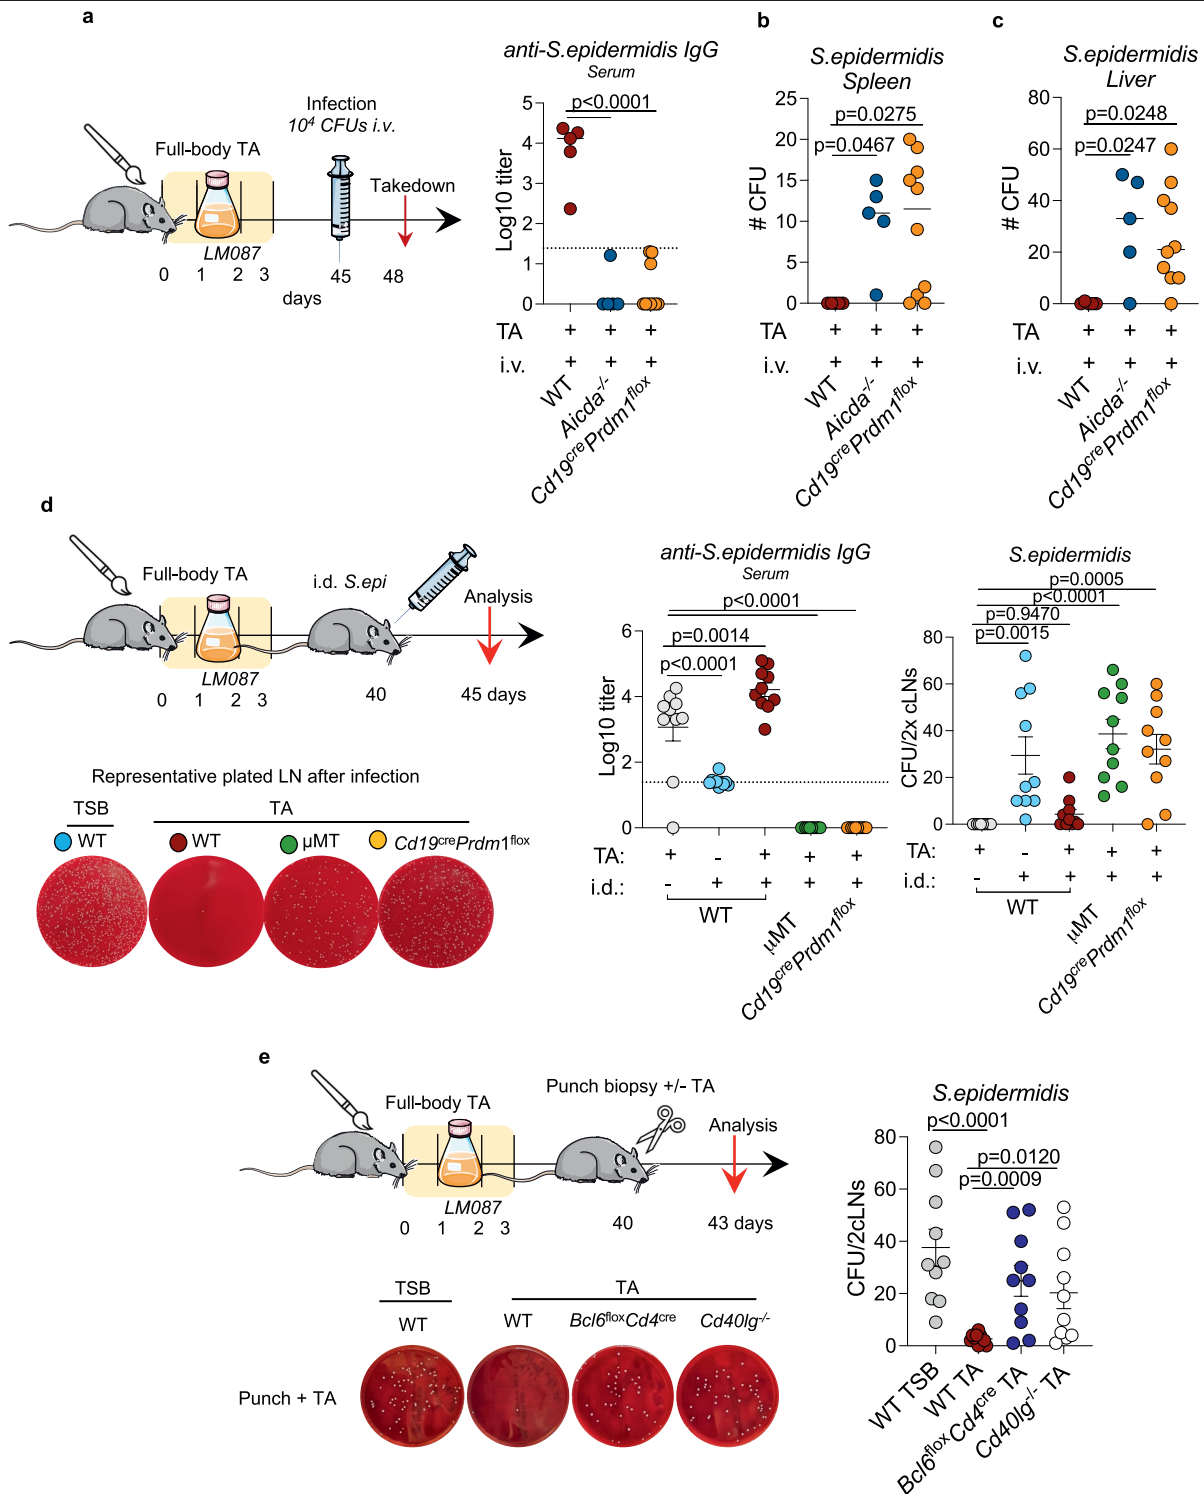 a
Full-body TA
Infection
10⁴ CFUs i.v.
Takedown
LM087
0 1 2 3 45 48
days
anti-S.epidermidis IgG
Serum
p<0.0001
Log10 titer
5
4
3
2
1
0
TA + + +
i.v. + + +
WT
Aicda-/-
Cd19crePrdm1flox
b
S.epidermidis
Spleen
p=0.0275
p=0.0467
# CFU
25
20
15
10
5
0
+ + +
+ + +
WT
Aicda-/-
Cd19crePrdm1flox
TA
i.v.
c
S.epidermidis
Liver
p=0.0248
p=0.0247
# CFU
80
60
40
20
0
TA + + +
i.v. + + +
WT
Aicda-/-
Cd19crePrdm1flox
d
Full-body TA
i.d. S.epi
Analysis
LM087
0 1 2 3 40 45 days
Representative plated LN after infection
TSB TA
WT WT µMT Cd19crePrdm1flox
anti-S.epidermidis IgG
Serum
p<0.0001
p=0.0014
p<0.0001
Log10 titer
6
4
2
0
TA: + - + + +
i.d.: - + + + +
WT
µMT
Cd19crePrdm1flox
S.epidermidis
p=0.0005
p<0.0001
p=0.9470
p=0.0015
CFU/2x cLNs
80
60
40
20
0
TA: + - + + +
i.d.: - + + + +
WT
µMT
Cd19crePrdm1flox
e
Full-body TA
Punch biopsy +/- TA
Analysis
LM087
0 1 2 3 40 43 days
TSB TA
WT WT Bcl6floxCd4cre Cd40lg-/-
Punch + TA
S.epidermidis
p<0.0001
p=0.0120
p=0.0009
CFU/2cLNs
80
60
40
20
0
WT TSB
WT TA
Bcl6floxCd4cre TA
Cd40lg-/- TA